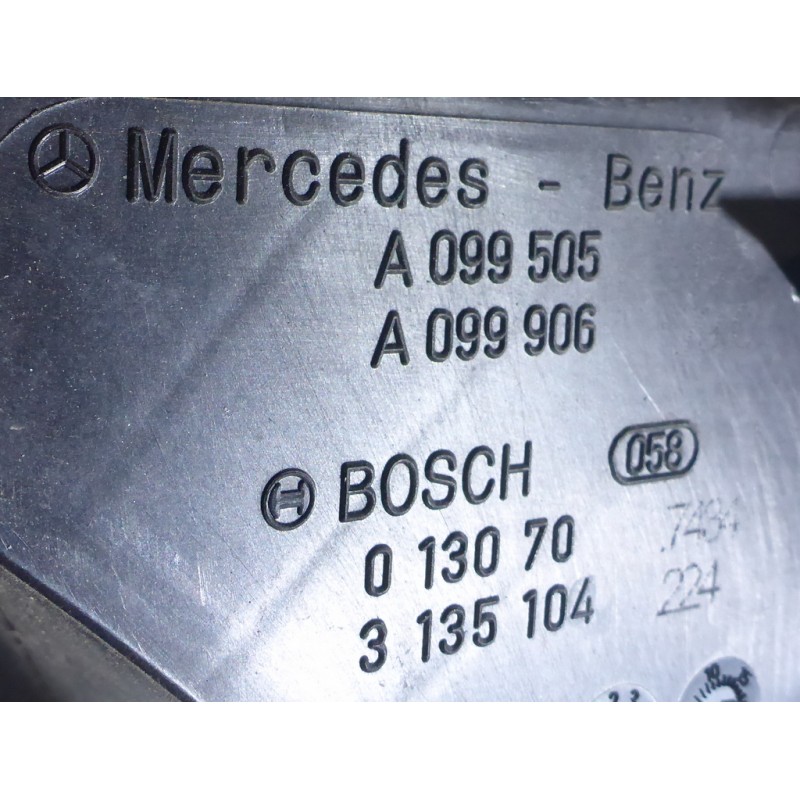 Mercedes - Benz
A 099 505
A 099 906
BOSCH 058
0 130 70 .7434
3 135 104 224